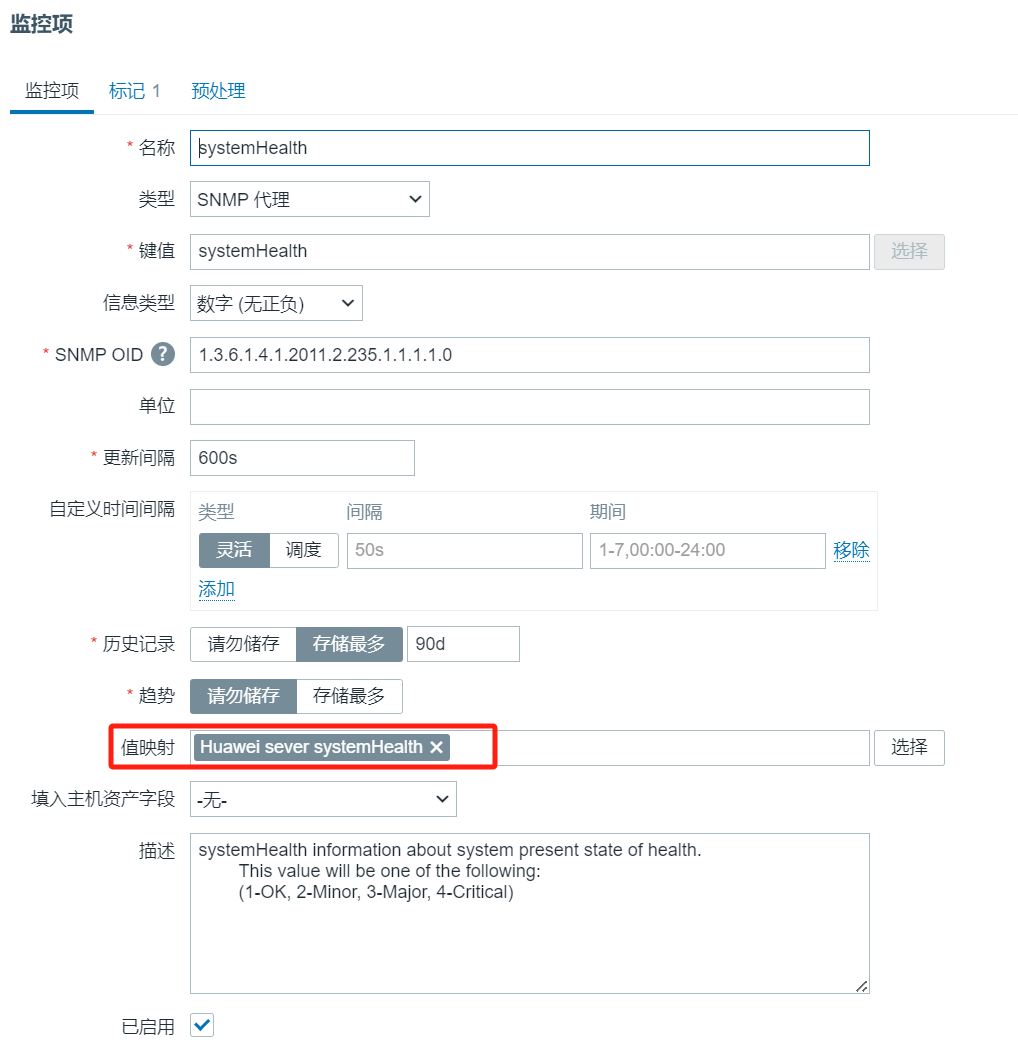 监控项
监控项 标记 1 预处理
* 名称 systemHealth
类型 SNMP 代理
* 键值 systemHealth 选择
信息类型 数字 (无正负)
* SNMP OID ? 1.3.6.1.4.1.2011.2.235.1.1.1.1.0
单位
* 更新间隔 600s
自定义时间间隔 类型 间隔 期间
灵活 调度 50s 1-7,00:00-24:00 移除
添加
* 历史记录 请勿储存 存储最多 90d
* 趋势 请勿储存 存储最多
值映射 Huawei sever systemHealth ✕ 选择
填入主机资产字段 -无-
描述 systemHealth information about system present state of health.
This value will be one of the following:
(1-OK, 2-Minor, 3-Major, 4-Critical)
已启用